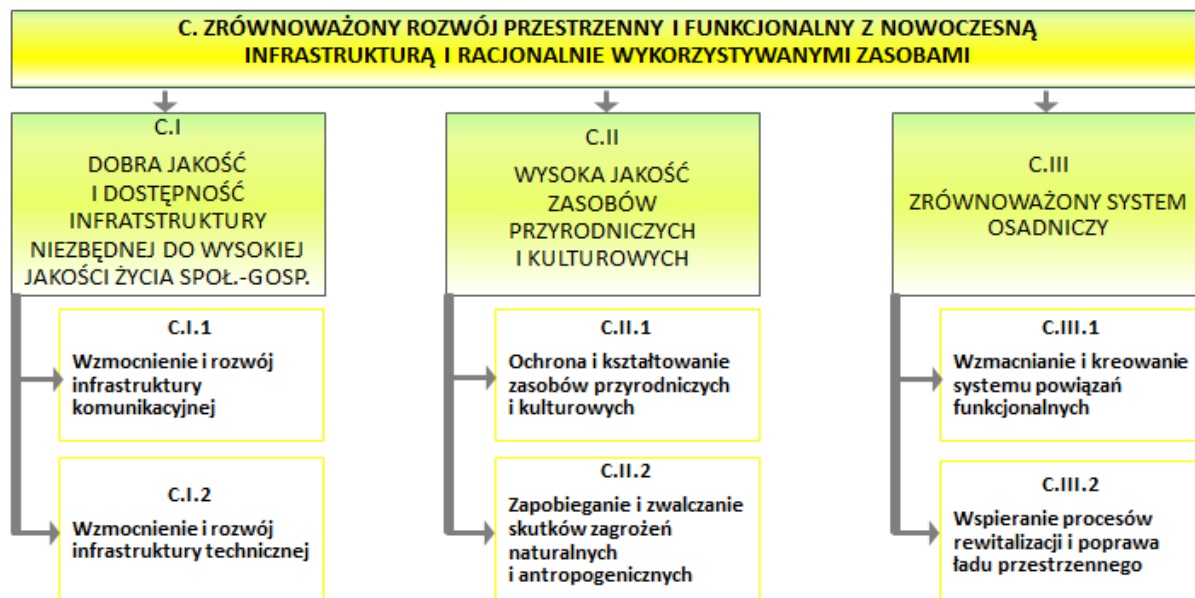 C. ZRÓWNOWAŻONY ROZWÓJ PRZESTRZENNY I FUNKCJONALNY Z NOWOCZESNĄ
INFRASTRUKTURĄ I RACJONALNIE WYKORZYSTYWANYMI ZASOBAMI
C.I
DOBRA JAKOŚĆ
I DOSTĘPNOŚĆ
INFRATSTRUKTURY
NIEZBĘDNEJ DO WYSOKIEJ
JAKOŚCI ŻYCIA SPOŁ.-GOSP.
C.I.1
Wzmocnienie i rozwój
infrastruktury
komunikacyjnej
C.I.2
Wzmocnienie i rozwój
infrastruktury technicznej
C.II
WYSOKA JAKOŚĆ
ZASOBÓW
PRZYRODNICZYCH
I KULTUROWYCH
C.II.1
Ochrona i kształtowanie
zasobów przyrodniczych
i kulturowych
C.II.2
Zapobieganie i zwalczanie
skutków zagrożeń
naturalnych
i antropogenicznych
C.III
ZRÓWNOWAŻONY SYSTEM
OSADNICZY
C.III.1
Wzmacnianie i kreowanie
systemu powiązań
funkcjonalnych
C.III.2
Wspieranie procesów
rewitalizacji i poprawa
ładu przestrzennego